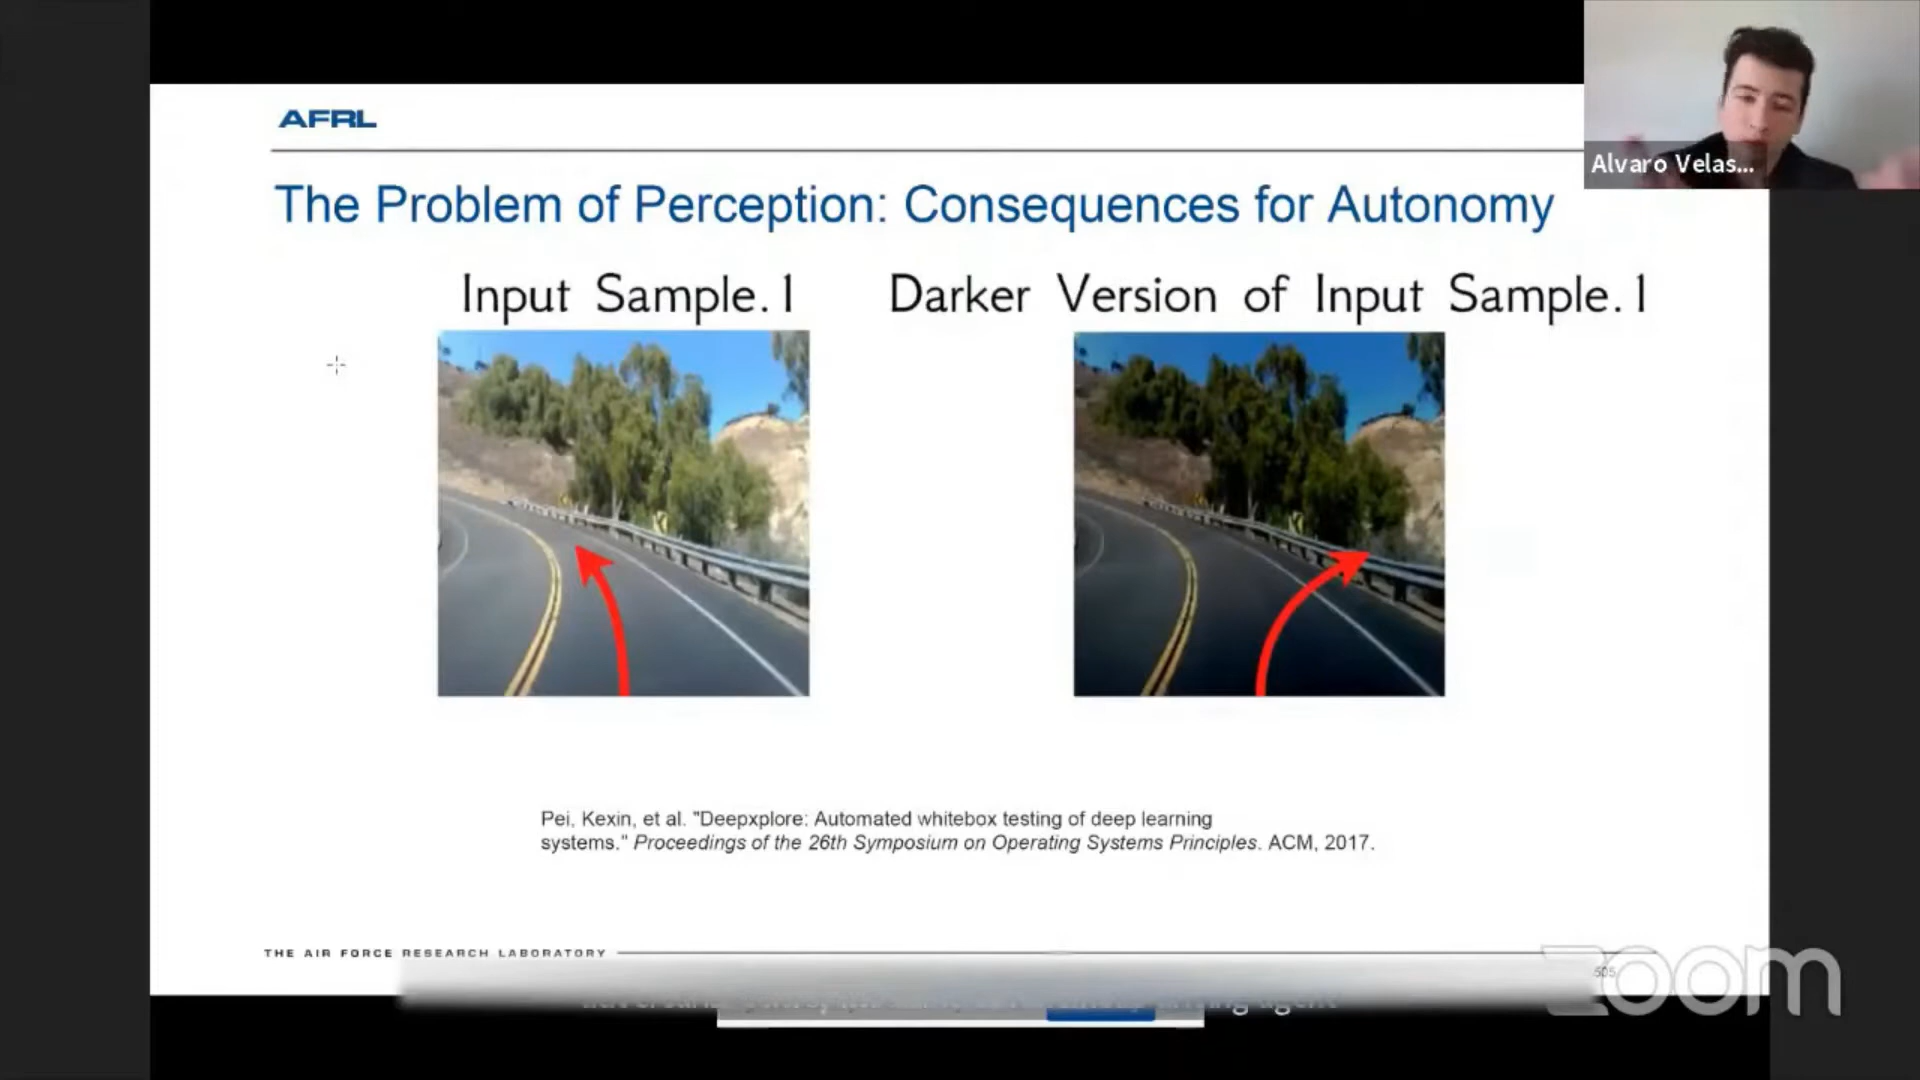 AFRL
Alvaro Velas...
The Problem of Perception: Consequences for Autonomy
Input Sample.1
Darker Version of Input Sample.1
Pei, Kexin, et al. "Deepxplore: Automated whitebox testing of deep learning
systems." Proceedings of the 26th Symposium on Operating Systems Principles. ACM, 2017.
THE AIR FORCE RESEARCH LABORATORY
505
zoom
agent